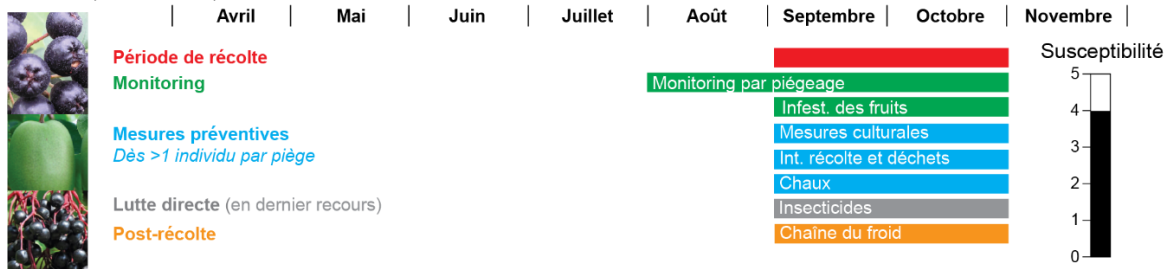 Avril Mai Juin Juillet Août Septembre Octobre Novembre
Susceptibilité
Période de récolte
Monitoring Monitoring par piégeage
Infest. des fruits
Mesures préventives Mesures culturales
Dès >1 individu par piège Int. récolte et déchets
Chaux
Lutte directe (en dernier recours) Insecticides
Post-récolte Chaîne du froid
5
4
3
2
1
0